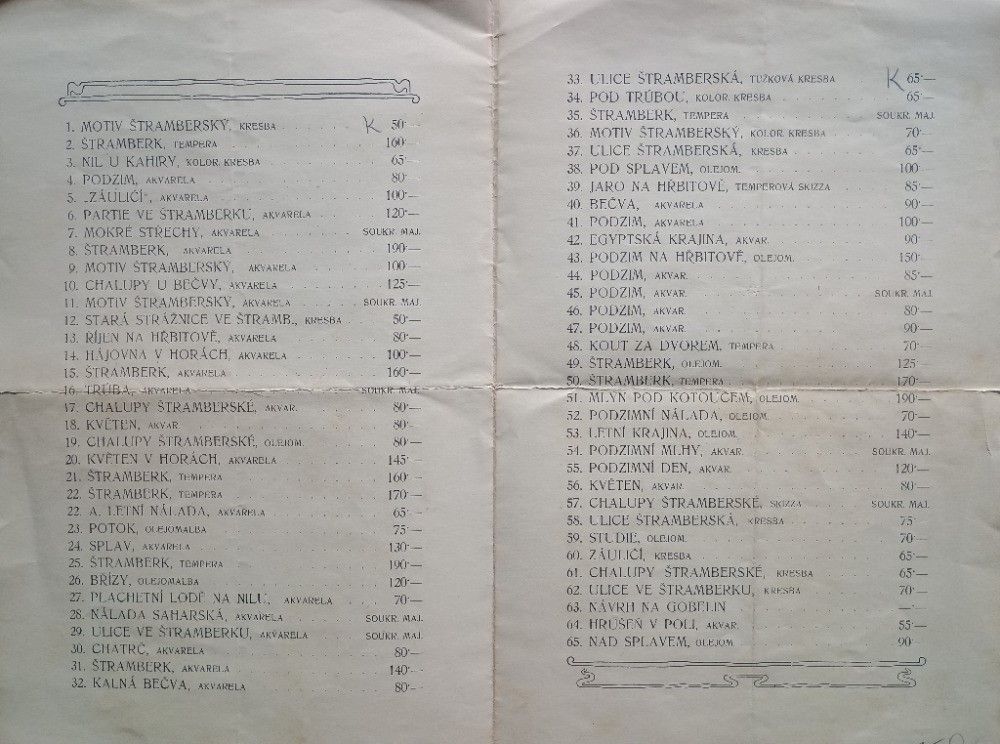 1. MOTIV ŠTRAMBERSKÝ, KRESBA . . . . . . . K 50·—
2. ŠTRAMBERK, TEMPERA . . . . . . . 160·—
3. NIL U KAHIRY, KOLOR. KRESBA . . . . . . . 65·—
4. PODZIM, AKVARELA . . . . . . . 80·—
5. „ZÁULIČÍ“, AKVARELA . . . . . . . 100·—
6. PARTIE VE ŠTRAMBERKU, AKVARELA . . . . . . . 120·—
7. MOKRÉ STŘECHY, AKVARELA . . . . . . . SOUKR. MAJ.
8. ŠTRAMBERK, AKVARELA . . . . . . . 190·—
9. MOTIV ŠTRAMBERSKÝ, AKVARELA . . . . . . . 100·—
10. CHALUPY U BEČVY, AKVARELA . . . . . . . 125·—
11. MOTIV ŠTRAMBERSKÝ, AKVARELA . . . . . . . SOUKR. MAJ.
12. STARÁ STRÁŽNICE VE ŠTRAMB., KRESBA . . 50·—
13. ŘÍJEN NA HŘBITOVĚ, AKVARELA . . . . . . . 80·—
14. HÁJOVNA V HORÁCH, AKVARELA . . . . . . . 100·—
15. ŠTRAMBERK, AKVARELA . . . . . . . 160·—
16. TRÚBA, AKVARELA . . . . . . . SOUKR. MAJ.
17. CHALUPY ŠTRAMBERSKÉ, AKVAR. . . . . . . . 80·—
18. KVĚTEN, AKVAR. . . . . . . . 80·—
19. CHALUPY ŠTRAMBERSKÉ, OLEJOM. . . . . . . . 80·—
20. KVĚTEN V HORÁCH, AKVARELA . . . . . . . 145·—
21. ŠTRAMBERK, TEMPERA . . . . . . . 160·—
22. ŠTRAMBERK, TEMPERA . . . . . . . 170·—
22. A. LETNÍ NÁLADA, AKVARELA . . . . . . . 65·—
23. POTOK, OLEJOMALBA . . . . . . . 75·—
24. SPLAV, AKVARELA . . . . . . . 130·—
25. ŠTRAMBERK, TEMPERA . . . . . . . 190·—
26. BŘÍZY, OLEJOMALBA . . . . . . . 120·—
27. PLACHETNÍ LODĚ NA NILU, AKVARELA . . . . 70·—
28. NÁLADA SAHARSKÁ, AKVARELA . . . . . . . SOUKR. MAJ.
29. ULICE VE ŠTRAMBERKU, AKVARELA . . . . . . . SOUKR. MAJ.
30. CHATRČ, AKVARELA . . . . . . . 80·—
31. ŠTRAMBERK, AKVARELA . . . . . . . 140·—
32. KALNÁ BEČVA, AKVARELA . . . . . . . 80·—
33. ULICE ŠTRAMBERSKÁ, TUŽKOVÁ KRESBA . . . K 65·—
34. POD TRÚBOU, KOLOR. KRESBA . . . . . . . 65·—
35. ŠTRAMBERK, TEMPERA . . . . . . . SOUKR. MAJ.
36. MOTIV ŠTRAMBERSKÝ, KOLOR. KRESBA . . . . 70·—
37. ULICE ŠTRAMBERSKÁ, KRESBA . . . . . . . 65·—
38. POD SPLAVEM, OLEJOM. . . . . . . . 100·—
39. JARO NA HŘBITOVĚ, TEMPEROVÁ SKIZZA . . . . 85·—
40. BEČVA, AKVARELA . . . . . . . 90·—
41. PODZIM, AKVARELA . . . . . . . 100·—
42. EGYPTSKÁ KRAJINA, AKVAR. . . . . . . . 90·—
43. PODZIM NA HŘBITOVĚ, OLEJOM. . . . . . . . 150·—
44. PODZIM, AKVAR. . . . . . . . 85·—
45. PODZIM, AKVAR. . . . . . . . SOUKR. MAJ.
46. PODZIM, AKVAR. . . . . . . . 80·—
47. PODZIM, AKVAR. . . . . . . . 90·—
48. KOUT ZA DVOREM, TEMPERA . . . . . . . 70·—
49. ŠTRAMBERK, OLEJOM. . . . . . . . 125·—
50. ŠTRAMBERK, TEMPERA . . . . . . . 170·—
51. MLÝN POD KOTOUČEM, OLEJOM. . . . . . . . 190·—
52. PODZIMNÍ NÁLADA, OLEJOM. . . . . . . . 70·—
53. LETNÍ KRAJINA, OLEJOM. . . . . . . . 140·—
54. PODZIMNÍ MLHY, AKVAR. . . . . . . . SOUKR. MAJ.
55. PODZIMNÍ DEN, AKVAR. . . . . . . . 120·—
56. KVĚTEN, AKVAR. . . . . . . . 80·—
57. CHALUPY ŠTRAMBERSKÉ, SKIZZA . . . . . . . SOUKR. MAJ.
58. ULICE ŠTRAMBERSKÁ, KRESBA . . . . . . . 75·—
59. STUDIE, OLEJOM. . . . . . . . 70·—
60. ZÁULIČÍ, KRESBA . . . . . . . 65·—
61. CHALUPY ŠTRAMBERSKÉ, KRESBA . . . . . . . 65·—
62. ULICE VE ŠTRAMBERKU, KRESBA . . . . . . . 70·—
63. NÁVRH NA GOBELIN —·—
64. HRUŠEŇ V POLI, AKVAR. . . . . . . . 55·—
65. NAD SPLAVEM, OLEJOM . . . . . . . 90·—